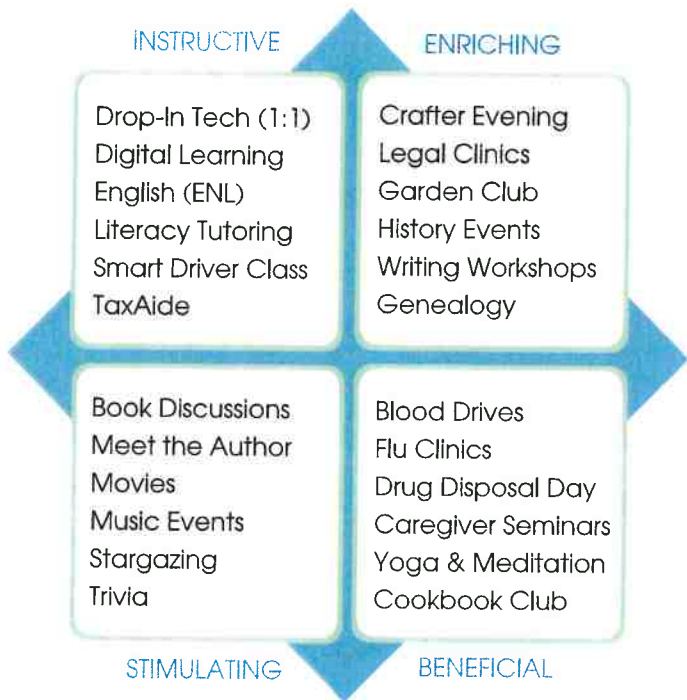 INSTRUCTIVE
Drop-In Tech (1:1)
Digital Learning
English (ENL)
Literacy Tutoring
Smart Driver Class
TaxAide
ENRICHING
Crafter Evening
Legal Clinics
Garden Club
History Events
Writing Workshops
Genealogy
Book Discussions
Meet the Author
Movies
Music Events
Stargazing
Trivia
STIMULATING
Blood Drives
Flu Clinics
Drug Disposal Day
Caregiver Seminars
Yoga & Meditation
Cookbook Club
BENEFICIAL